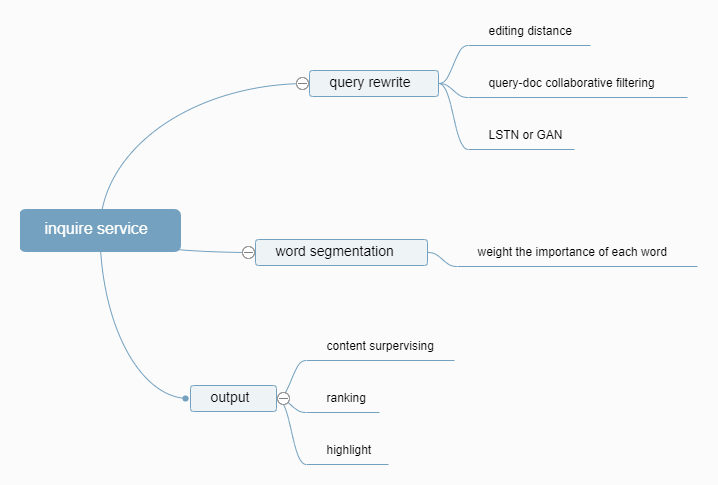 editing distance
query rewrite
query-doc collaborative filtering
LSTN or GAN
inquire service
word segmentation
weight the importance of each word
content surpervising
output
ranking
highlight